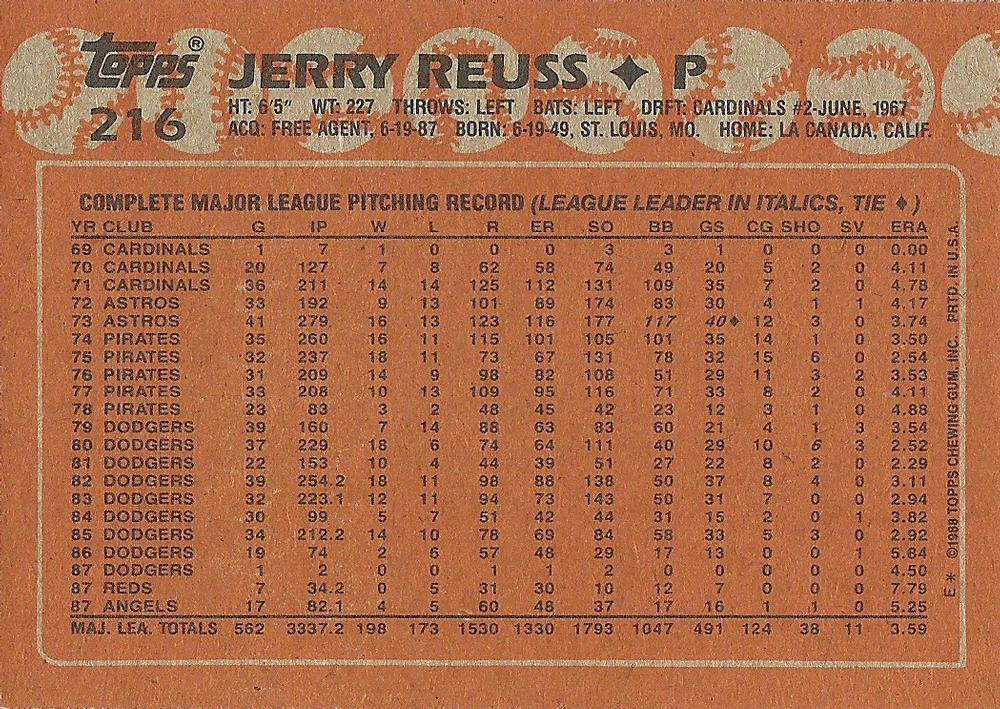 topps® JERRY REUSS ✦ P
216 HT: 6'5" WT: 227 THROWS: LEFT BATS: LEFT DRFT: CARDINALS #2-JUNE, 1967
ACQ: FREE AGENT, 6-19-87 BORN: 6-19-49, ST. LOUIS, MO. HOME: LA CANADA, CALIF.
COMPLETE MAJOR LEAGUE PITCHING RECORD (LEAGUE LEADER IN ITALICS, TIE ♦)
YR CLUB G IP W L R ER SO BB GS CG SHO SV ERA
69 CARDINALS 1 7 1 0 0 0 3 3 1 0 0 0 0.00
70 CARDINALS 20 127 7 8 62 58 74 49 20 5 2 0 4.11
71 CARDINALS 36 211 14 14 125 112 131 109 35 7 2 0 4.78
72 ASTROS 33 192 9 13 101 89 174 83 30 4 1 1 4.17
73 ASTROS 41 279 16 13 123 116 177 117 40♦ 12 3 0 3.74
74 PIRATES 35 260 16 11 115 101 105 101 35 14 1 0 3.50
75 PIRATES 32 237 18 11 73 67 131 78 32 15 6 0 2.54
76 PIRATES 31 209 14 9 98 82 108 51 29 11 3 2 3.53
77 PIRATES 33 208 10 13 109 95 116 71 33 8 2 0 4.11
78 PIRATES 23 83 3 2 48 45 42 23 12 3 1 0 4.88
79 DODGERS 39 160 7 14 88 63 83 60 21 4 1 3 3.54
80 DODGERS 37 229 18 6 74 64 111 40 29 10 6 3 2.52
81 DODGERS 22 153 10 4 44 39 51 27 22 8 2 0 2.29
82 DODGERS 39 254.2 18 11 98 88 138 50 37 8 4 0 3.11
83 DODGERS 32 223.1 12 11 94 73 143 50 31 7 0 0 2.94
84 DODGERS 30 99 5 7 51 42 44 31 15 2 0 1 3.82
85 DODGERS 34 212.2 14 10 78 69 84 58 33 5 3 0 2.92
86 DODGERS 19 74 2 6 57 48 29 17 13 0 0 1 5.84
87 DODGERS 1 2 0 0 1 1 2 0 0 0 0 0 4.50
87 REDS 7 34.2 0 5 31 30 10 12 7 0 0 0 7.79
87 ANGELS 17 82.1 4 5 60 48 37 17 16 1 1 0 5.25
MAJ. LEA. TOTALS 562 3337.2 198 173 1530 1330 1793 1047 491 124 38 11 3.59
E* ©1988 TOPPS CHEWING GUM, INC. PRTD. IN U.S.A.